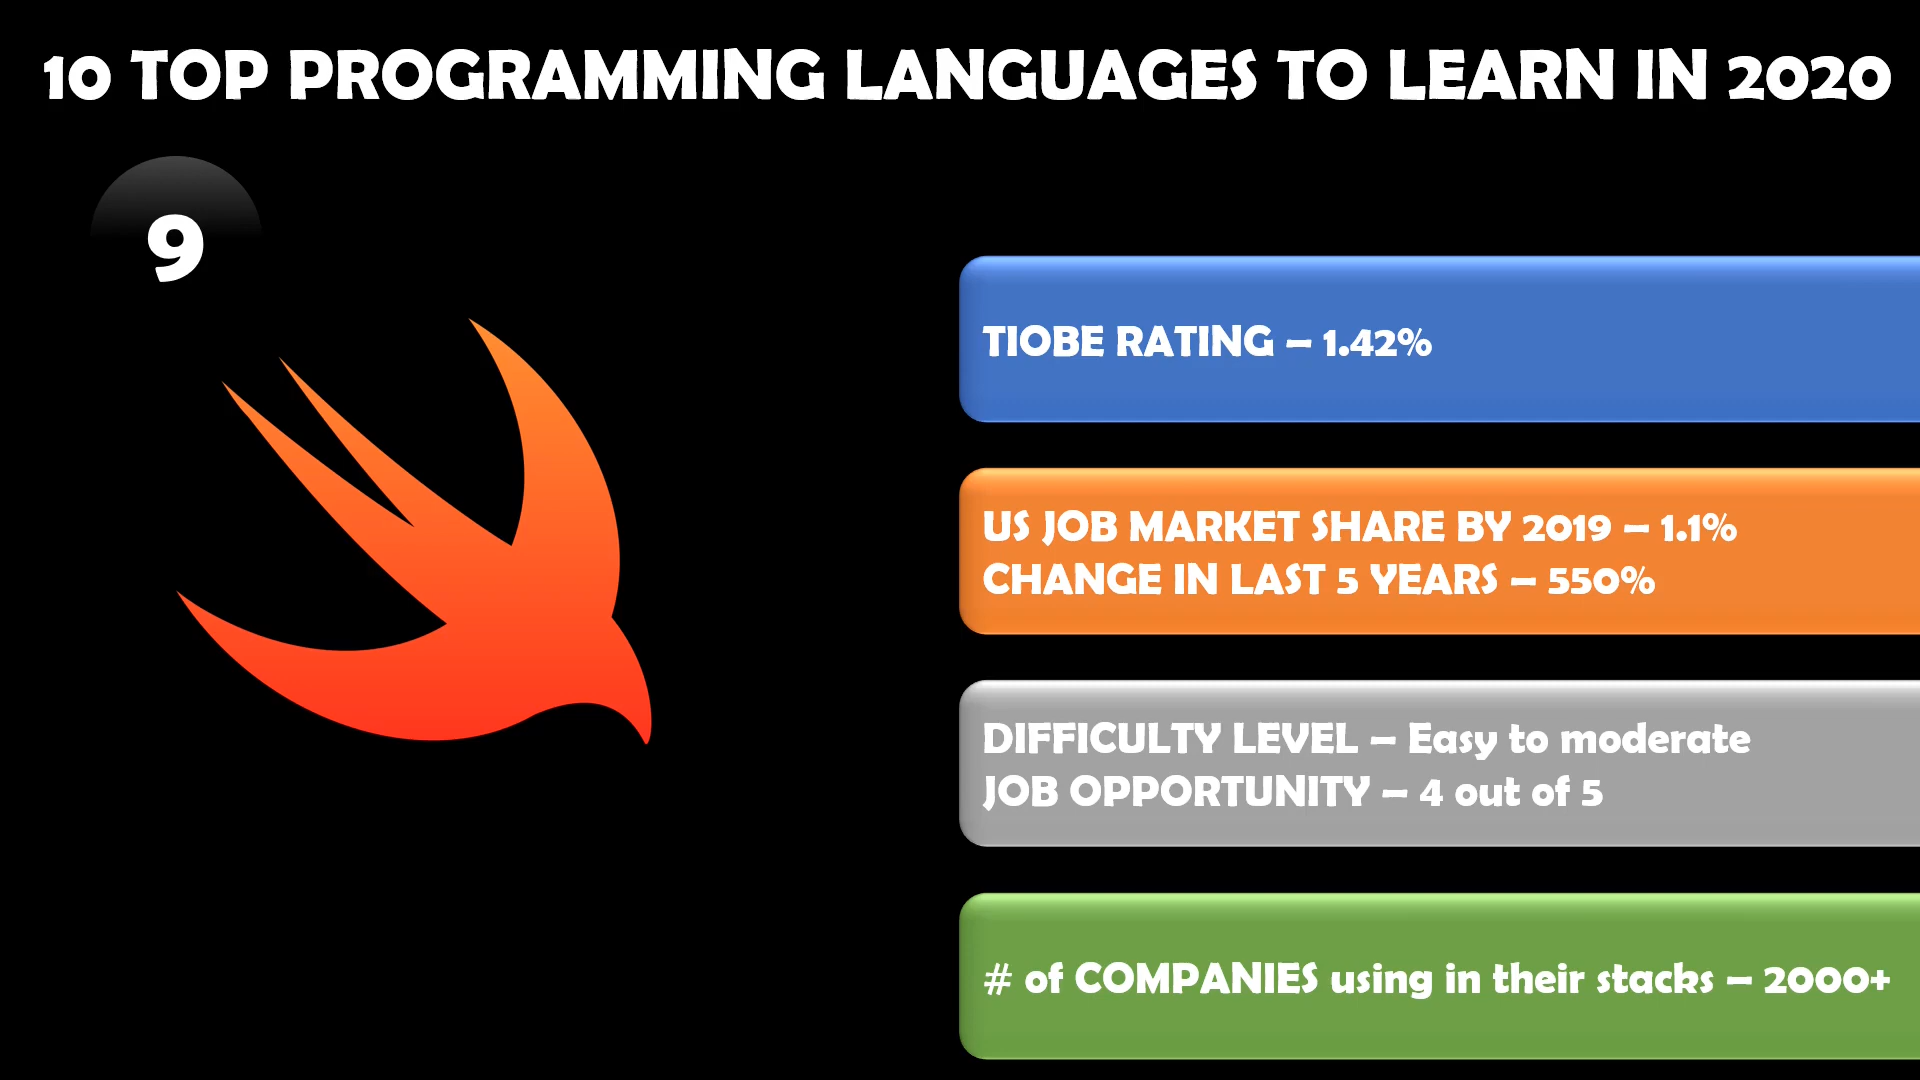 10 TOP PROGRAMMING LANGUAGES TO LEARN IN 2020
9
TIOBE RATING – 1.42%
US JOB MARKET SHARE BY 2019 – 1.1%
CHANGE IN LAST 5 YEARS – 550%
DIFFICULTY LEVEL – Easy to moderate
JOB OPPORTUNITY – 4 out of 5
# of COMPANIES using in their stacks – 2000+